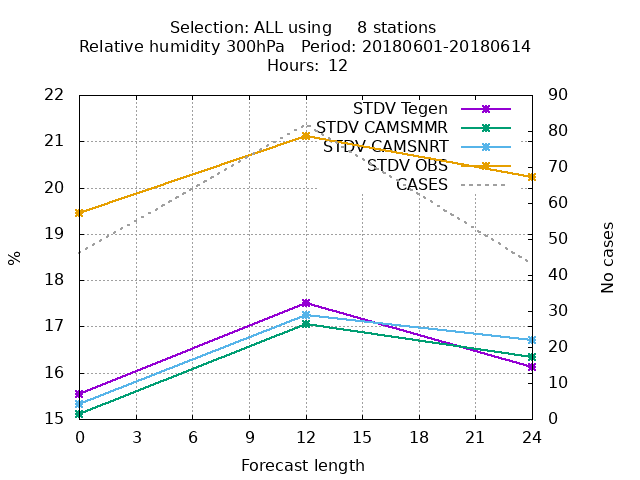 Selection: ALL using     8 stations
Relative humidity 300hPa   Period: 20180601-20180614
Hours:  12
STDV Tegen
STDV CAMSMMR
STDV CAMSNRT
STDV OBS
CASES
%
22
21
20
19
18
17
16
15
90
80
70
60
50
40
30
20
10
0
No cases
0 3 6 9 12 15 18 21 24
Forecast length